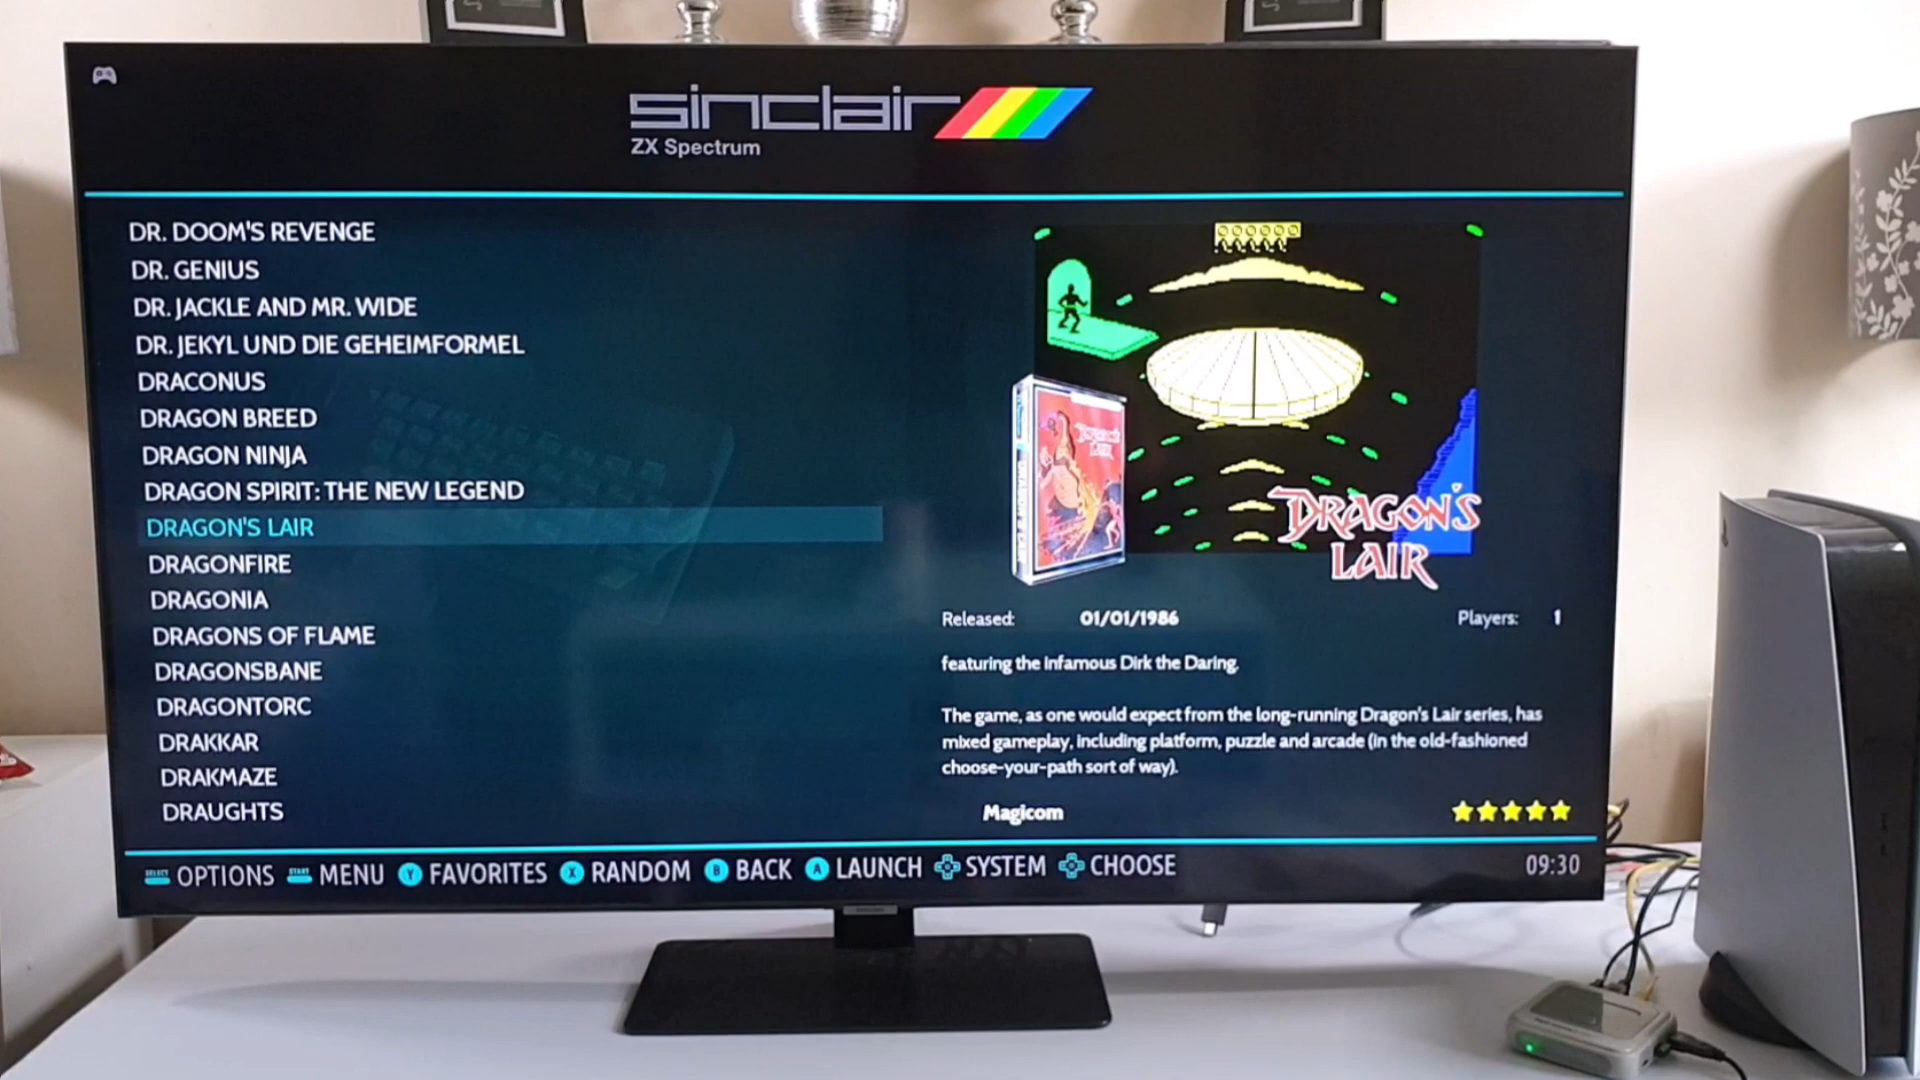 sinclair
ZX Spectrum
DR. DOOM'S REVENGE
DR. GENIUS
DR. JACKLE AND MR. WIDE
DR. JEKYL UND DIE GEHEIMFORMEL
DRACONUS
DRAGON BREED
DRAGON NINJA
DRAGON SPIRIT: THE NEW LEGEND
DRAGON'S LAIR
DRAGONFIRE
DRAGONIA
DRAGONS OF FLAME
DRAGONSBANE
DRAGONTORC
DRAKKAR
DRAKMAZE
DRAUGHTS
DRAGON'S
LAIR
DRAGON'S
LAIR
Released: 01/01/1986 Players: 1
featuring the infamous Dirk the Daring.
The game, as one would expect from the long-running Dragon's Lair series, has
mixed gameplay, including platform, puzzle and arcade (in the old-fashioned
choose-your-path sort of way).
Magicom
SELECT OPTIONS START MENU Y FAVORITES X RANDOM B BACK A LAUNCH SYSTEM CHOOSE 09:30